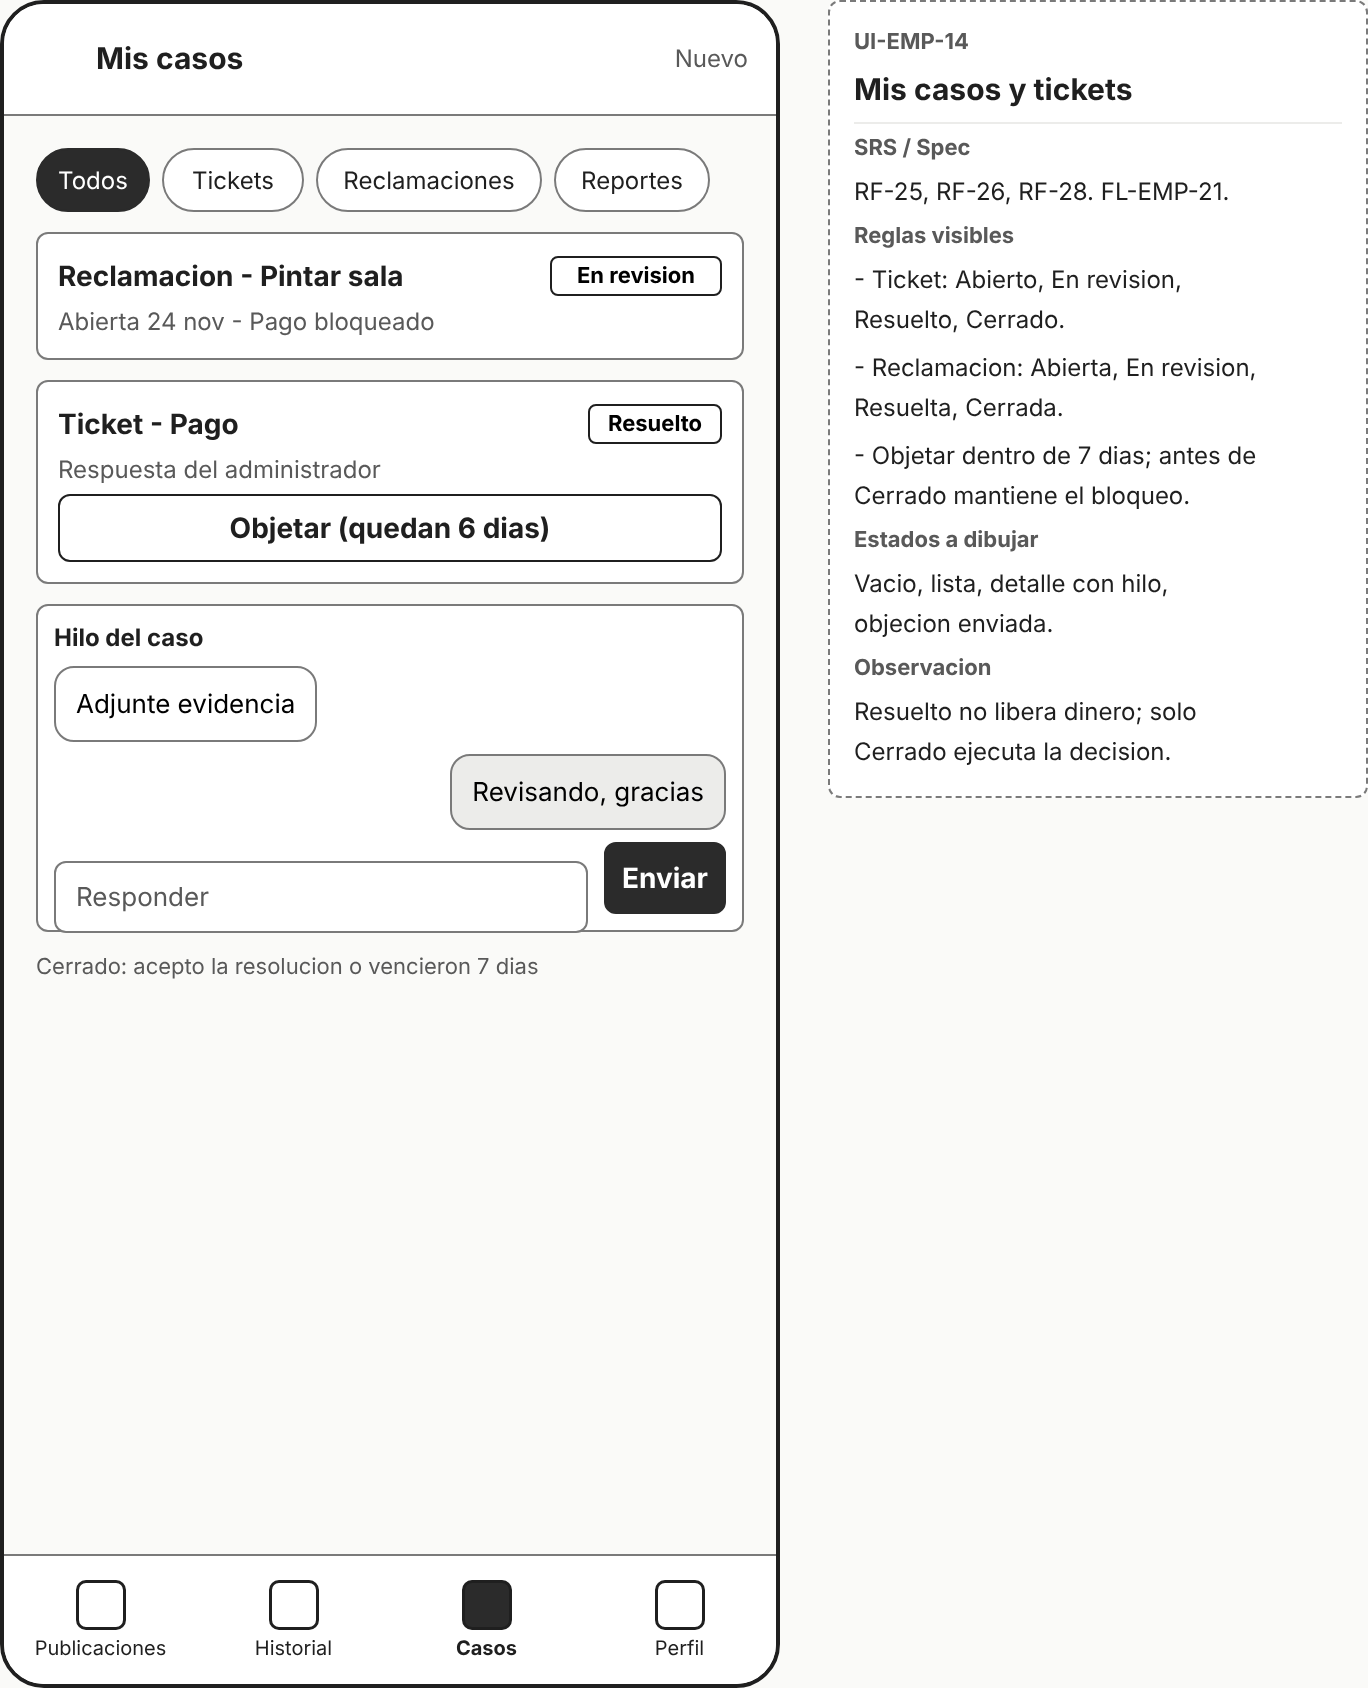 Mis casos
Nuevo
Todos
Tickets
Reclamaciones
Reportes
Reclamacion - Pintar sala
En revision
Abierta 24 nov - Pago bloqueado
Ticket - Pago
Resuelto
Respuesta del administrador
Objetar (quedan 6 dias)
Hilo del caso
Adjunte evidencia
Revisando, gracias
Responder
Enviar
Cerrado: acepto la resolucion o vencieron 7 dias
Publicaciones
Historial
Casos
Perfil
UI-EMP-14
Mis casos y tickets
SRS / Spec
RF-25, RF-26, RF-28. FL-EMP-21.
Reglas visibles
- Ticket: Abierto, En revision,
Resuelto, Cerrado.
- Reclamacion: Abierta, En revision,
Resuelta, Cerrada.
- Objetar dentro de 7 dias; antes de
Cerrado mantiene el bloqueo.
Estados a dibujar
Vacio, lista, detalle con hilo,
objecion enviada.
Observacion
Resuelto no libera dinero; solo
Cerrado ejecuta la decision.